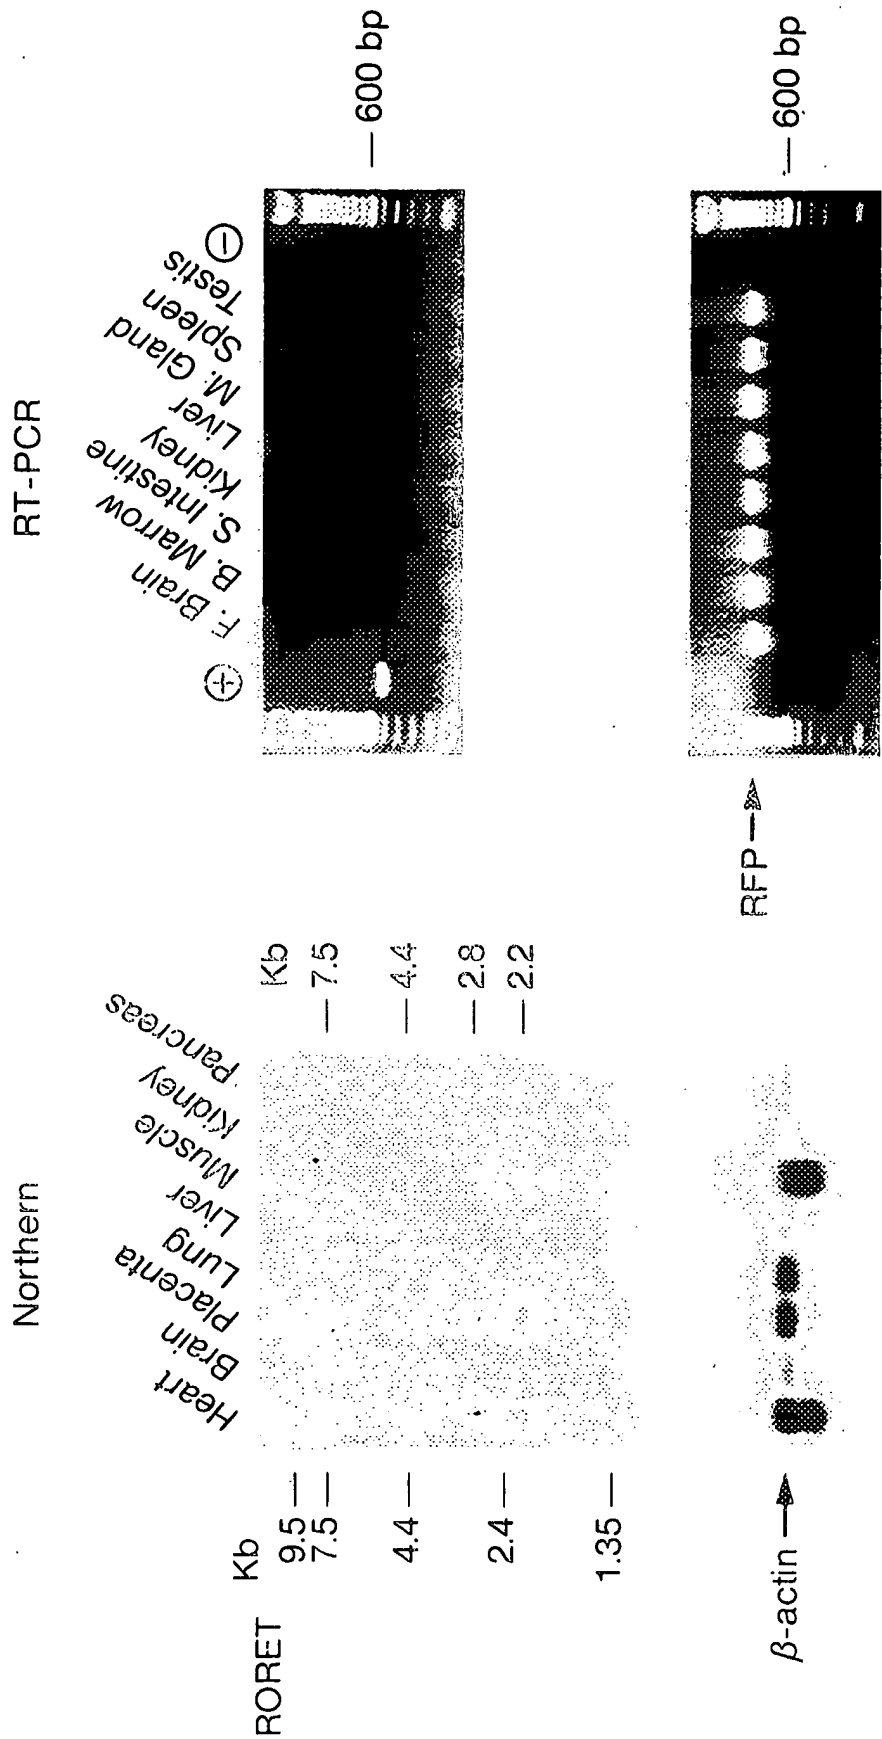 Northern
RT-PCR
Heart
Brain
Placenta
Lung
Liver
Muscle
Kidney
Pancreas
RORET
Kb
9.5
7.5
4.4
2.4
1.35
Kb
7.5
4.4
2.8
2.2
β-actin
+
F. Brain
B. Marrow
S. Intestine
Kidney
Liver
M. Gland
Spleen
Testis
−
600 bp
RFP
600 bp